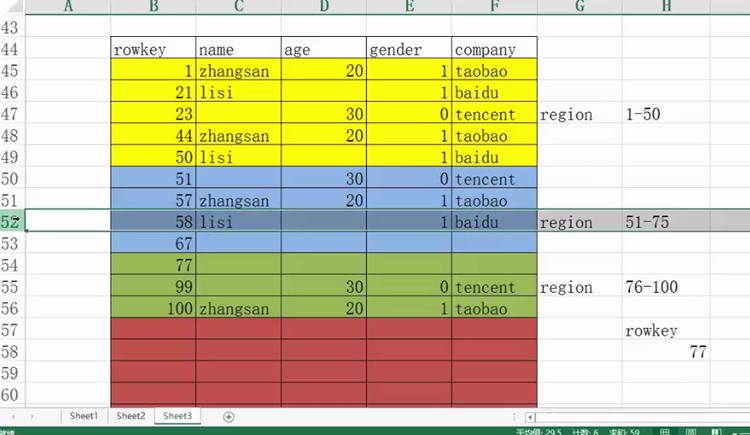 A B C D E F G H
43
44 rowkey name age gender company
45 1 zhangsan 20 1 taobao
46 21 lisi 1 baidu
47 23 30 0 tencent region 1-50
48 44 zhangsan 20 1 taobao
49 50 lisi 1 baidu
50 51 30 0 tencent
51 57 zhangsan 20 1 taobao
52 58 lisi 1 baidu region 51-75
53 67
54 77
55 99 30 0 tencent region 76-100
56 100 zhangsan 20 1 taobao
57 rowkey
58 77
59
60
Sheet1 Sheet2 Sheet3
平均值: 29.5 计数: 6 求和: 59